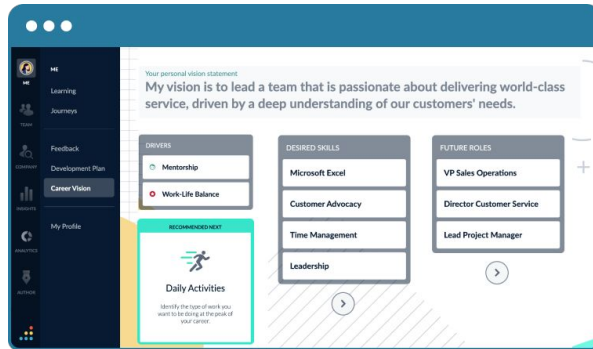 ME
TEAM
COMPANY
INSIGHTS
ANALYTICS
AUTHOR
ME
Learning
Journeys
Feedback
Development Plan
Career Vision
My Profile
Your personal vision statement
My vision is to lead a team that is passionate about delivering world-class
service, driven by a deep understanding of our customers' needs.
DRIVERS
Mentorship
Work-Life Balance
RECOMMENDED NEXT
Daily Activities
Identify the type of work you
want to be doing at the peak of
your career.
DESIRED SKILLS
Microsoft Excel
Customer Advocacy
Time Management
Leadership
FUTURE ROLES
VP Sales Operations
Director Customer Service
Lead Project Manager